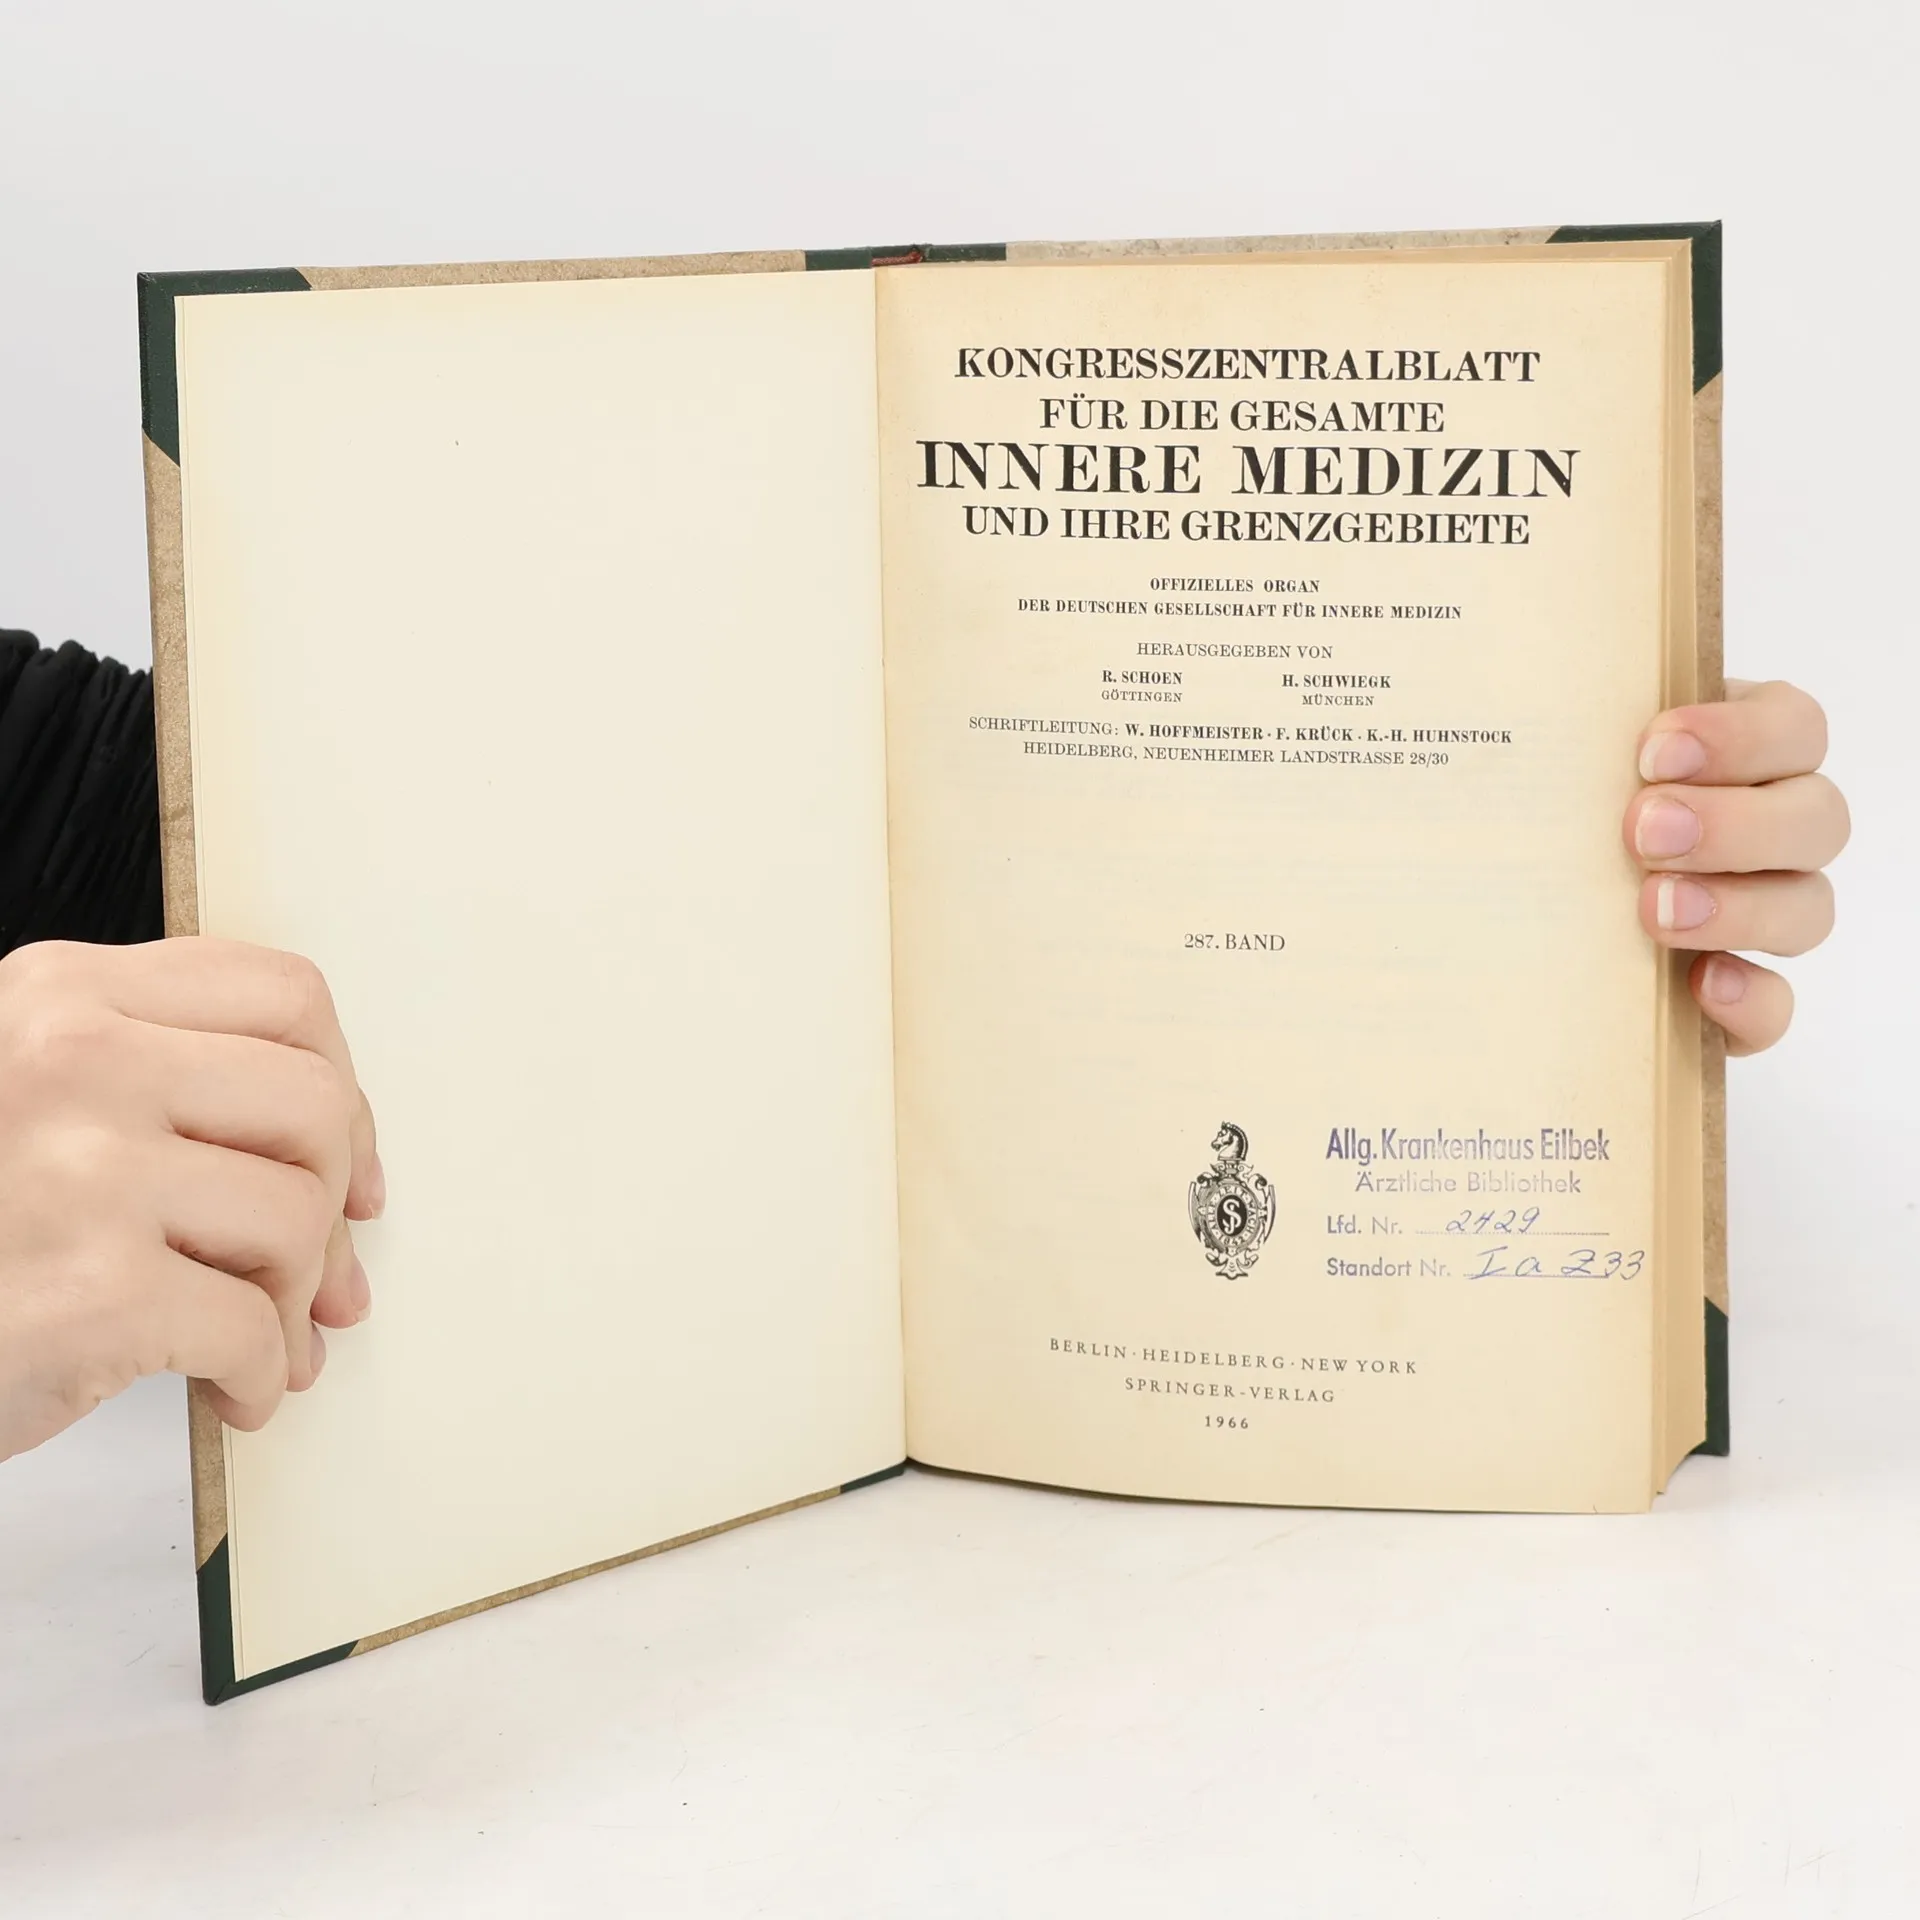 KONGRESSZENTRALBLATT
FÜR DIE GESAMTE
INNERE MEDIZIN
UND IHRE GRENZGEBIETE
OFFIZIELLES ORGAN
DER DEUTSCHEN GESELLSCHAFT FÜR INNERE MEDIZIN
HERAUSGEGEBEN VON
R. SCHOEN H. SCHWIEGK
GÖTTINGEN MÜNCHEN
SCHRIFTLEITUNG: W. HOFFMEISTER · F. KRÜCK · K.-H. HUHNSTOCK
HEIDELBERG, NEUENHEIMER LANDSTRASSE 28/30
287. BAND
Allg. Krankenhaus Eilbek
Ärztliche Bibliothek
Lfd. Nr. 2429
Standort Nr. I a Z33
BERLIN · HEIDELBERG · NEW YORK
SPRINGER-VERLAG
1966